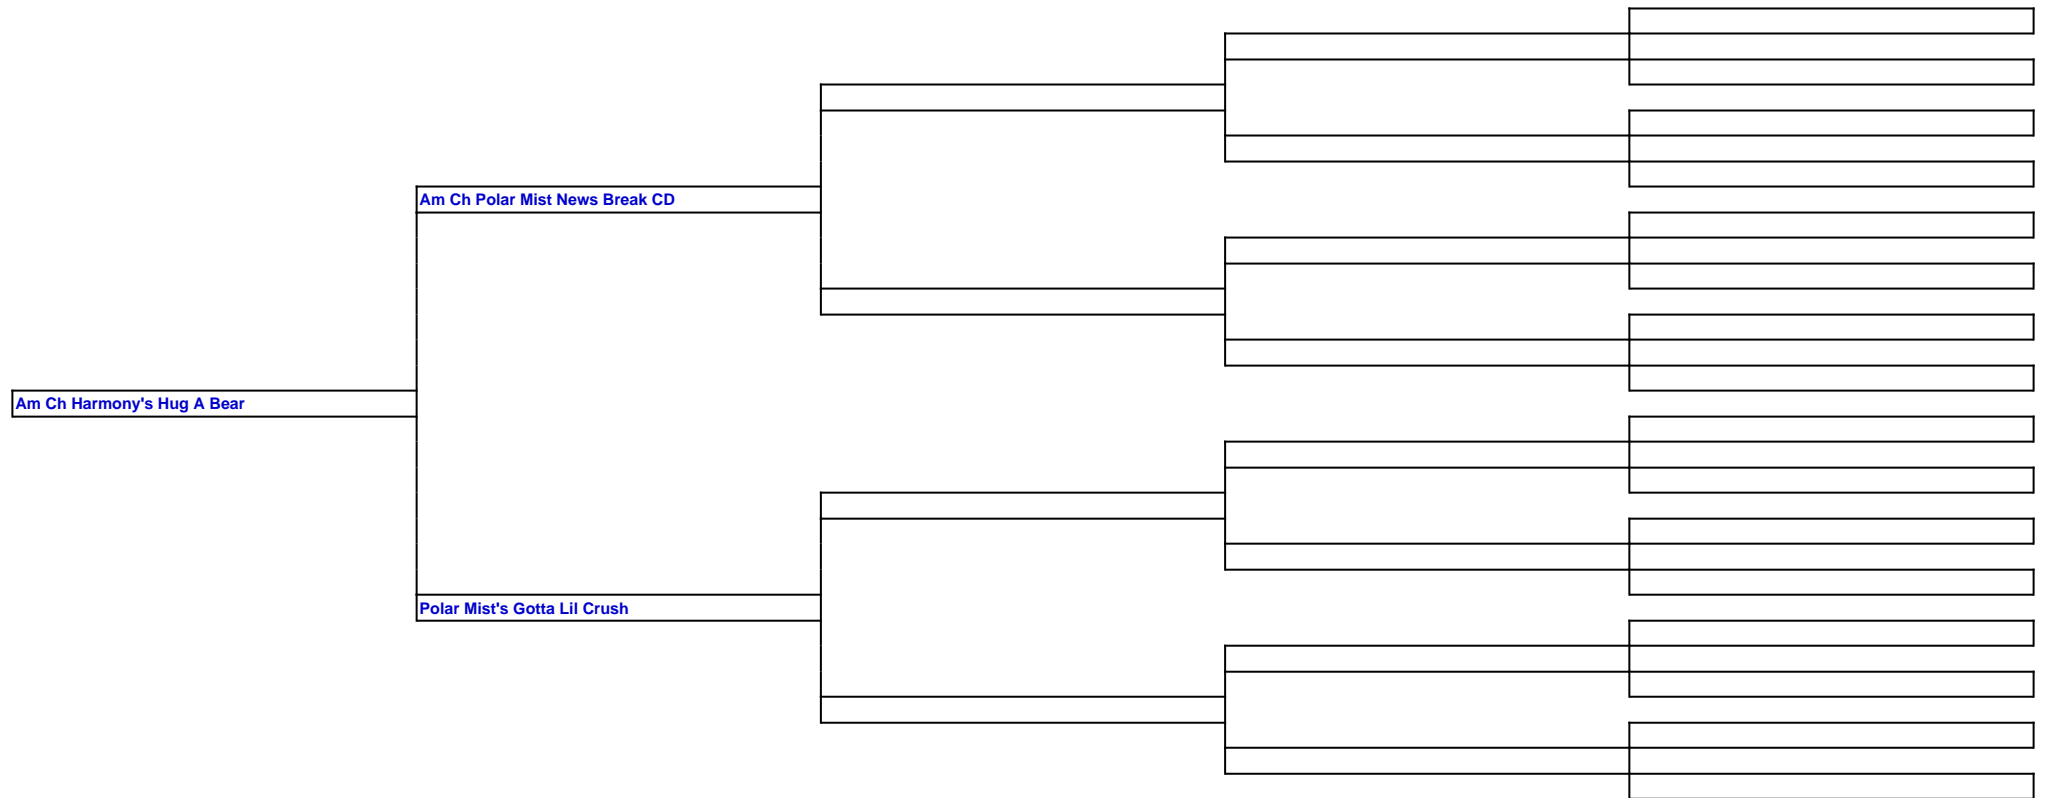 Am Ch Polar Mist News Break CD
Am Ch Harmony's Hug A Bear
Polar Mist's Gotta Lil Crush